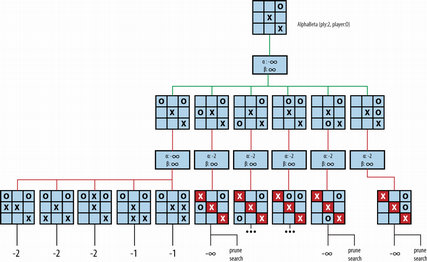 O
X
X
AlphaBeta (ply:2, player:O)
α: -∞
β: ∞
O O O O O O O O
X O X X X X X O
X X O X X O X X
α: -∞ α: -2 α: -2 α: -2 α: -2 α: -2
β: ∞ β: ∞ β: ∞ β: ∞ β: ∞ β: ∞
••• •••
-2 -2 -2 -1 -1 -∞ prune search -∞ prune search -∞ prune search